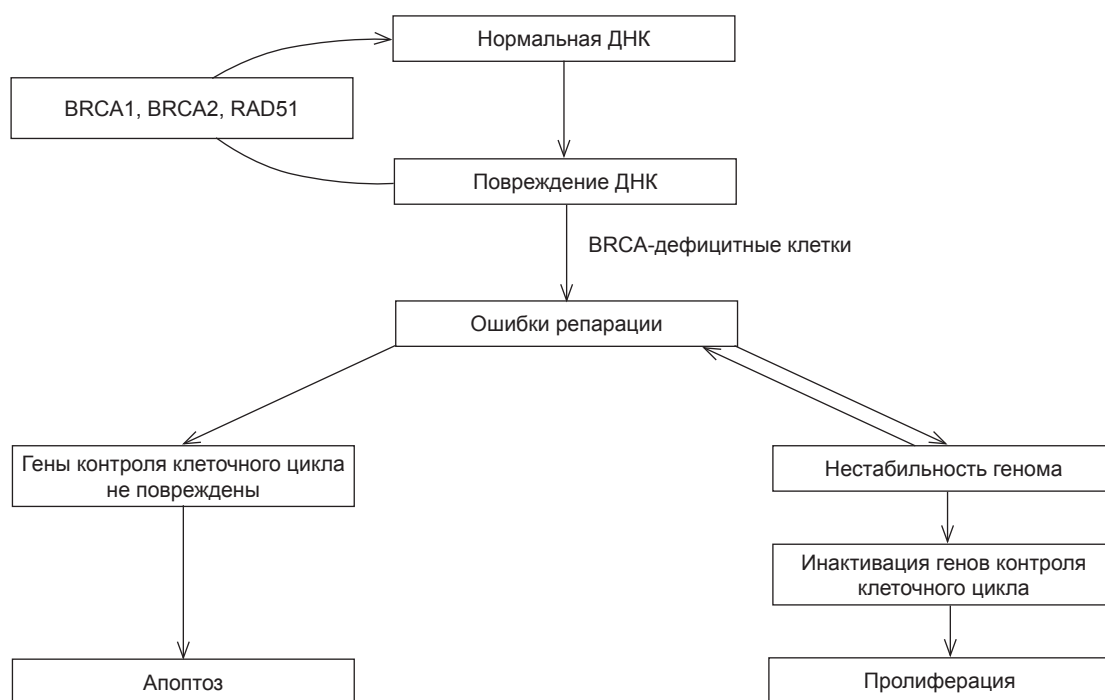 Нормальная ДНК
BRCA1, BRCA2, RAD51
Повреждение ДНК
BRCA-дефицитные клетки
Ошибки репарации
Гены контроля клеточного цикла
не повреждены
Нестабильность генома
Инактивация генов контроля
клеточного цикла
Апоптоз
Пролиферация